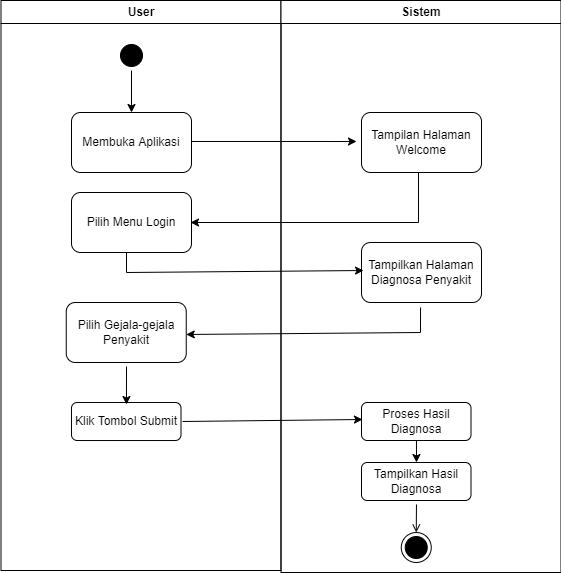 User
Sistem
Membuka Aplikasi
Tampilan Halaman
Welcome
Pilih Menu Login
Tampilkan Halaman
Diagnosa Penyakit
Pilih Gejala-gejala
Penyakit
Klik Tombol Submit
Proses Hasil
Diagnosa
Tampilkan Hasil
Diagnosa